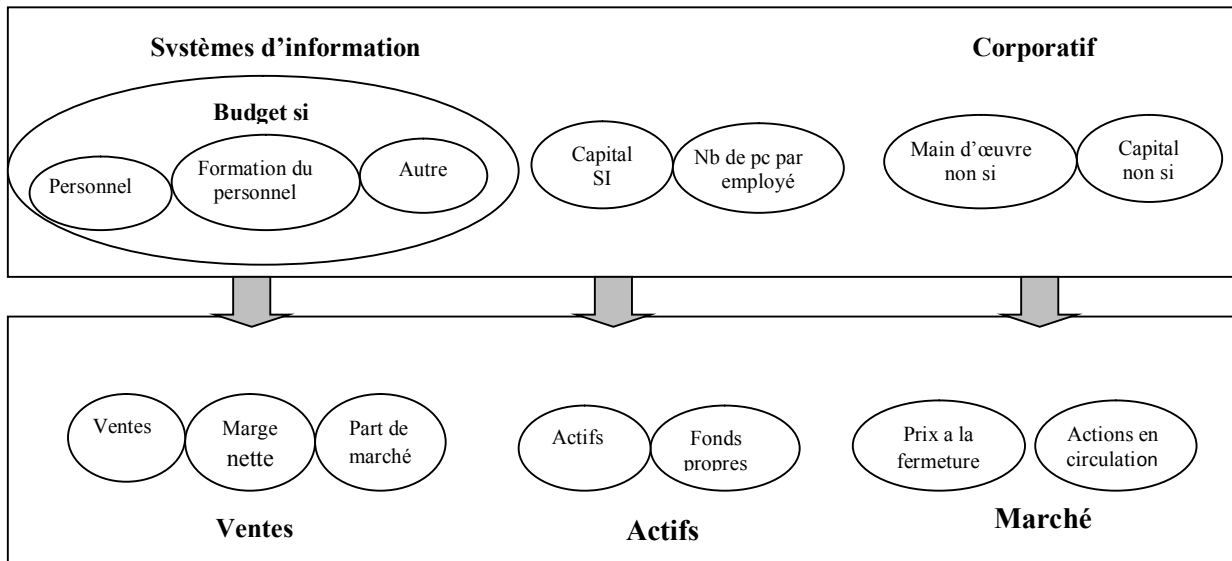 Systèmes d'information
Corporatif
Budget si
Personnel
Formation du
personnel
Autre
Capital
SI
Nb de pc par
employé
Main d'œuvre
non si
Capital
non si
Ventes
Marge
nette
Part de
marché
Actifs
Fonds
propres
Prix a la
fermeture
Actions en
circulation
Ventes
Actifs
Marché